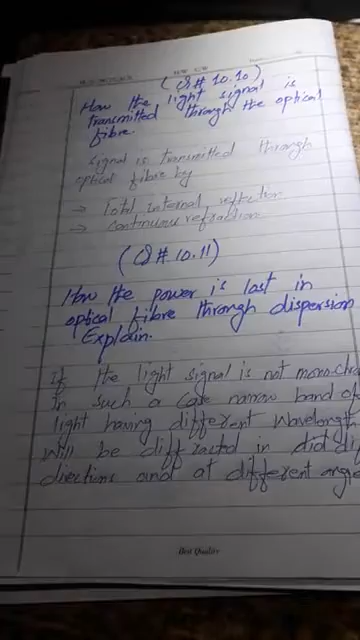 (Q# 10.10)
How the light signal is
transmitted through the optical
fibre.
Signal is transmitted through
optical fibre by
→ Total internal reflection
→ continuous refraction
(Q# 10.11)
How the power is lost in
optical fibre through dispersion
Explain.
If the light signal is not monochro
In such a case narrow band of
light having different wavelength
will be diffracted in
directions and at different angle
Best Quality